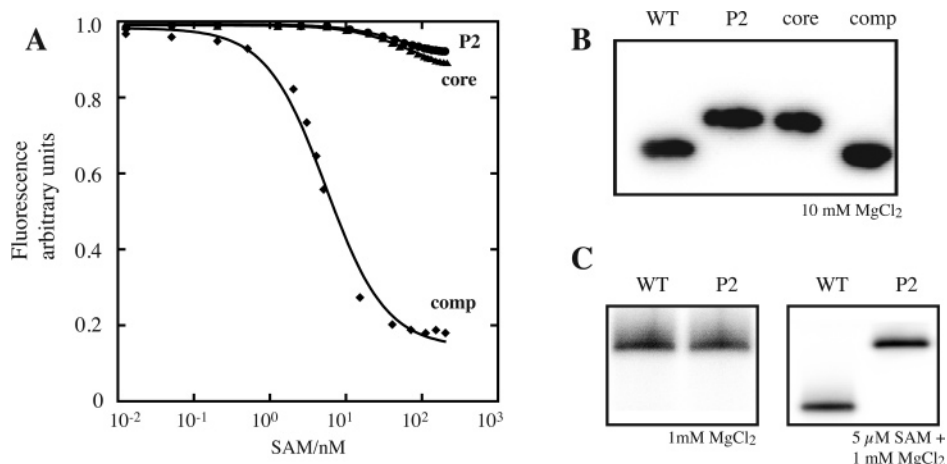 A
1.0
0.8
0.6
0.4
0.2
0
Fluorescence
arbitrary units
P2
core
comp
10⁻² 10⁻¹ 10⁰ 10¹ 10² 10³
SAM/nM
B
WT P2 core comp
10 mM MgCl₂
C
WT P2
1mM MgCl₂
WT P2
5 µM SAM +
1 mM MgCl₂